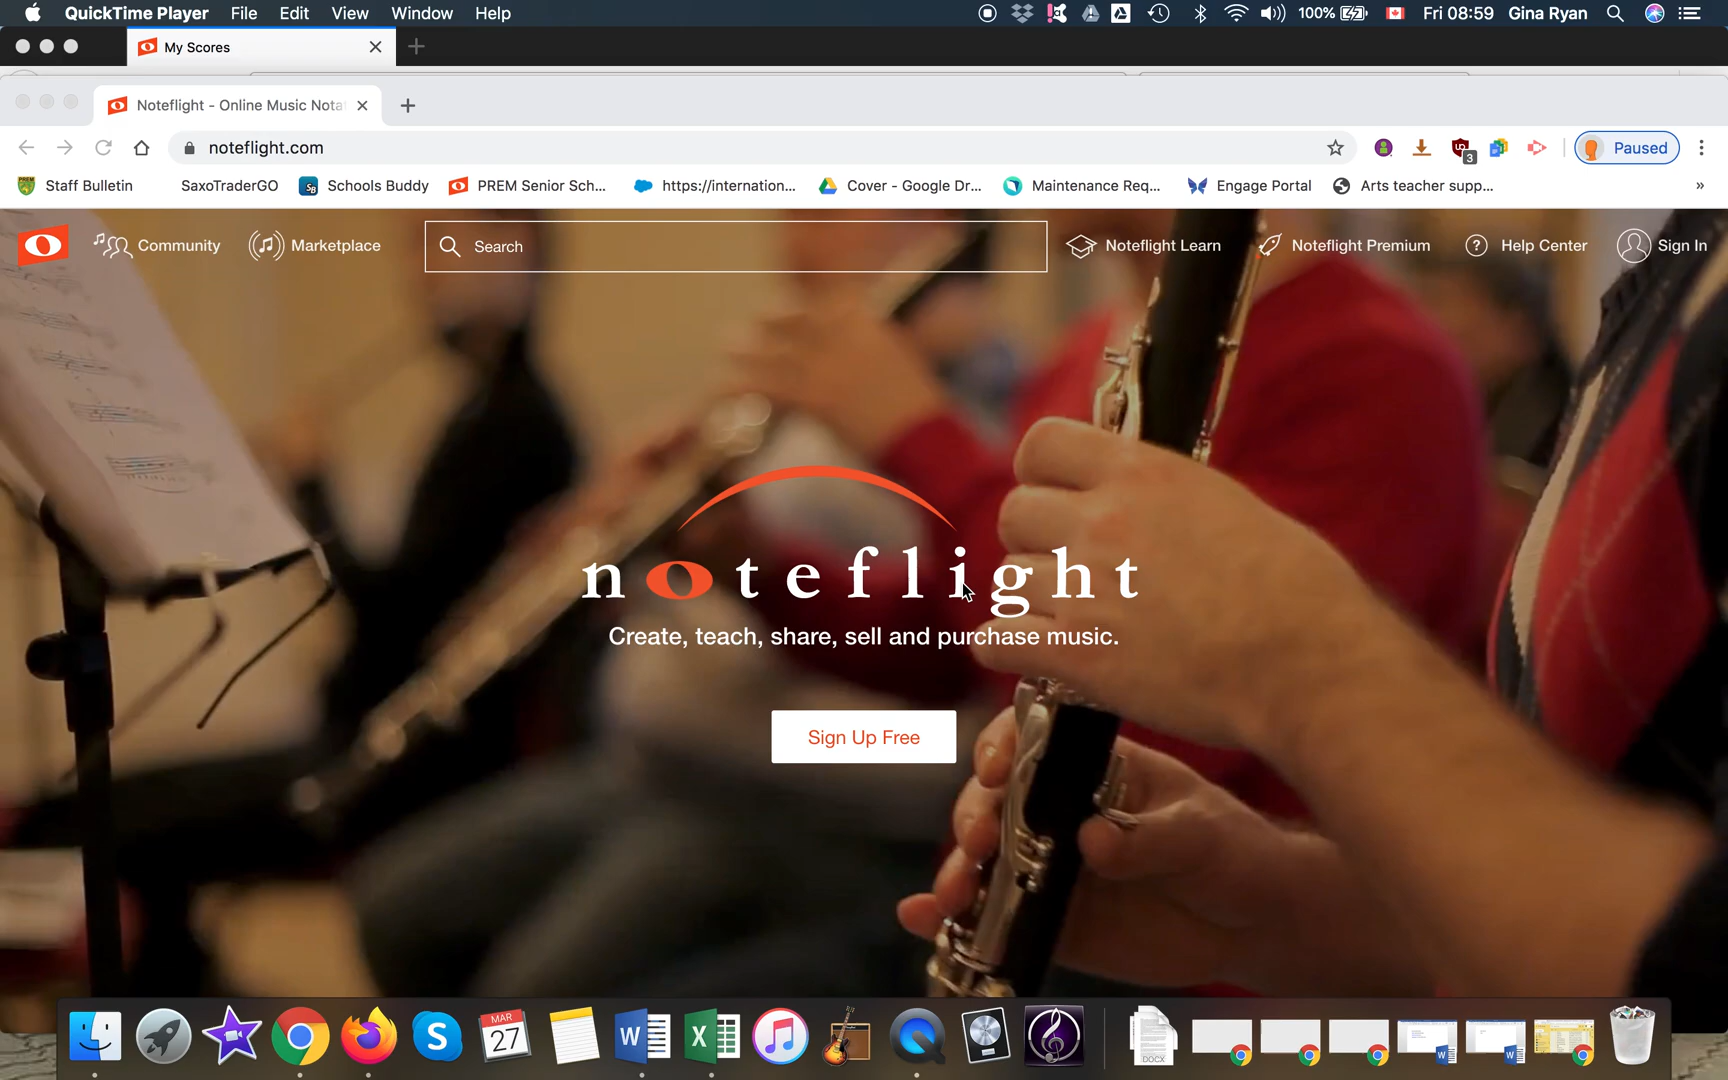 QuickTime Player File Edit View Window Help 100% Fri 08:59 Gina Ryan
My Scores
Noteflight - Online Music Nota
noteflight.com Paused
3
Staff Bulletin SaxoTraderGO Schools Buddy PREM Senior Sch... https://internation... Cover - Google Dr... Maintenance Req... Engage Portal Arts teacher supp... »
Community Marketplace Search Noteflight Learn Noteflight Premium Help Center Sign In
noteflight
Create, teach, share, sell and purchase music.
Sign Up Free
MAR
27
DOCX